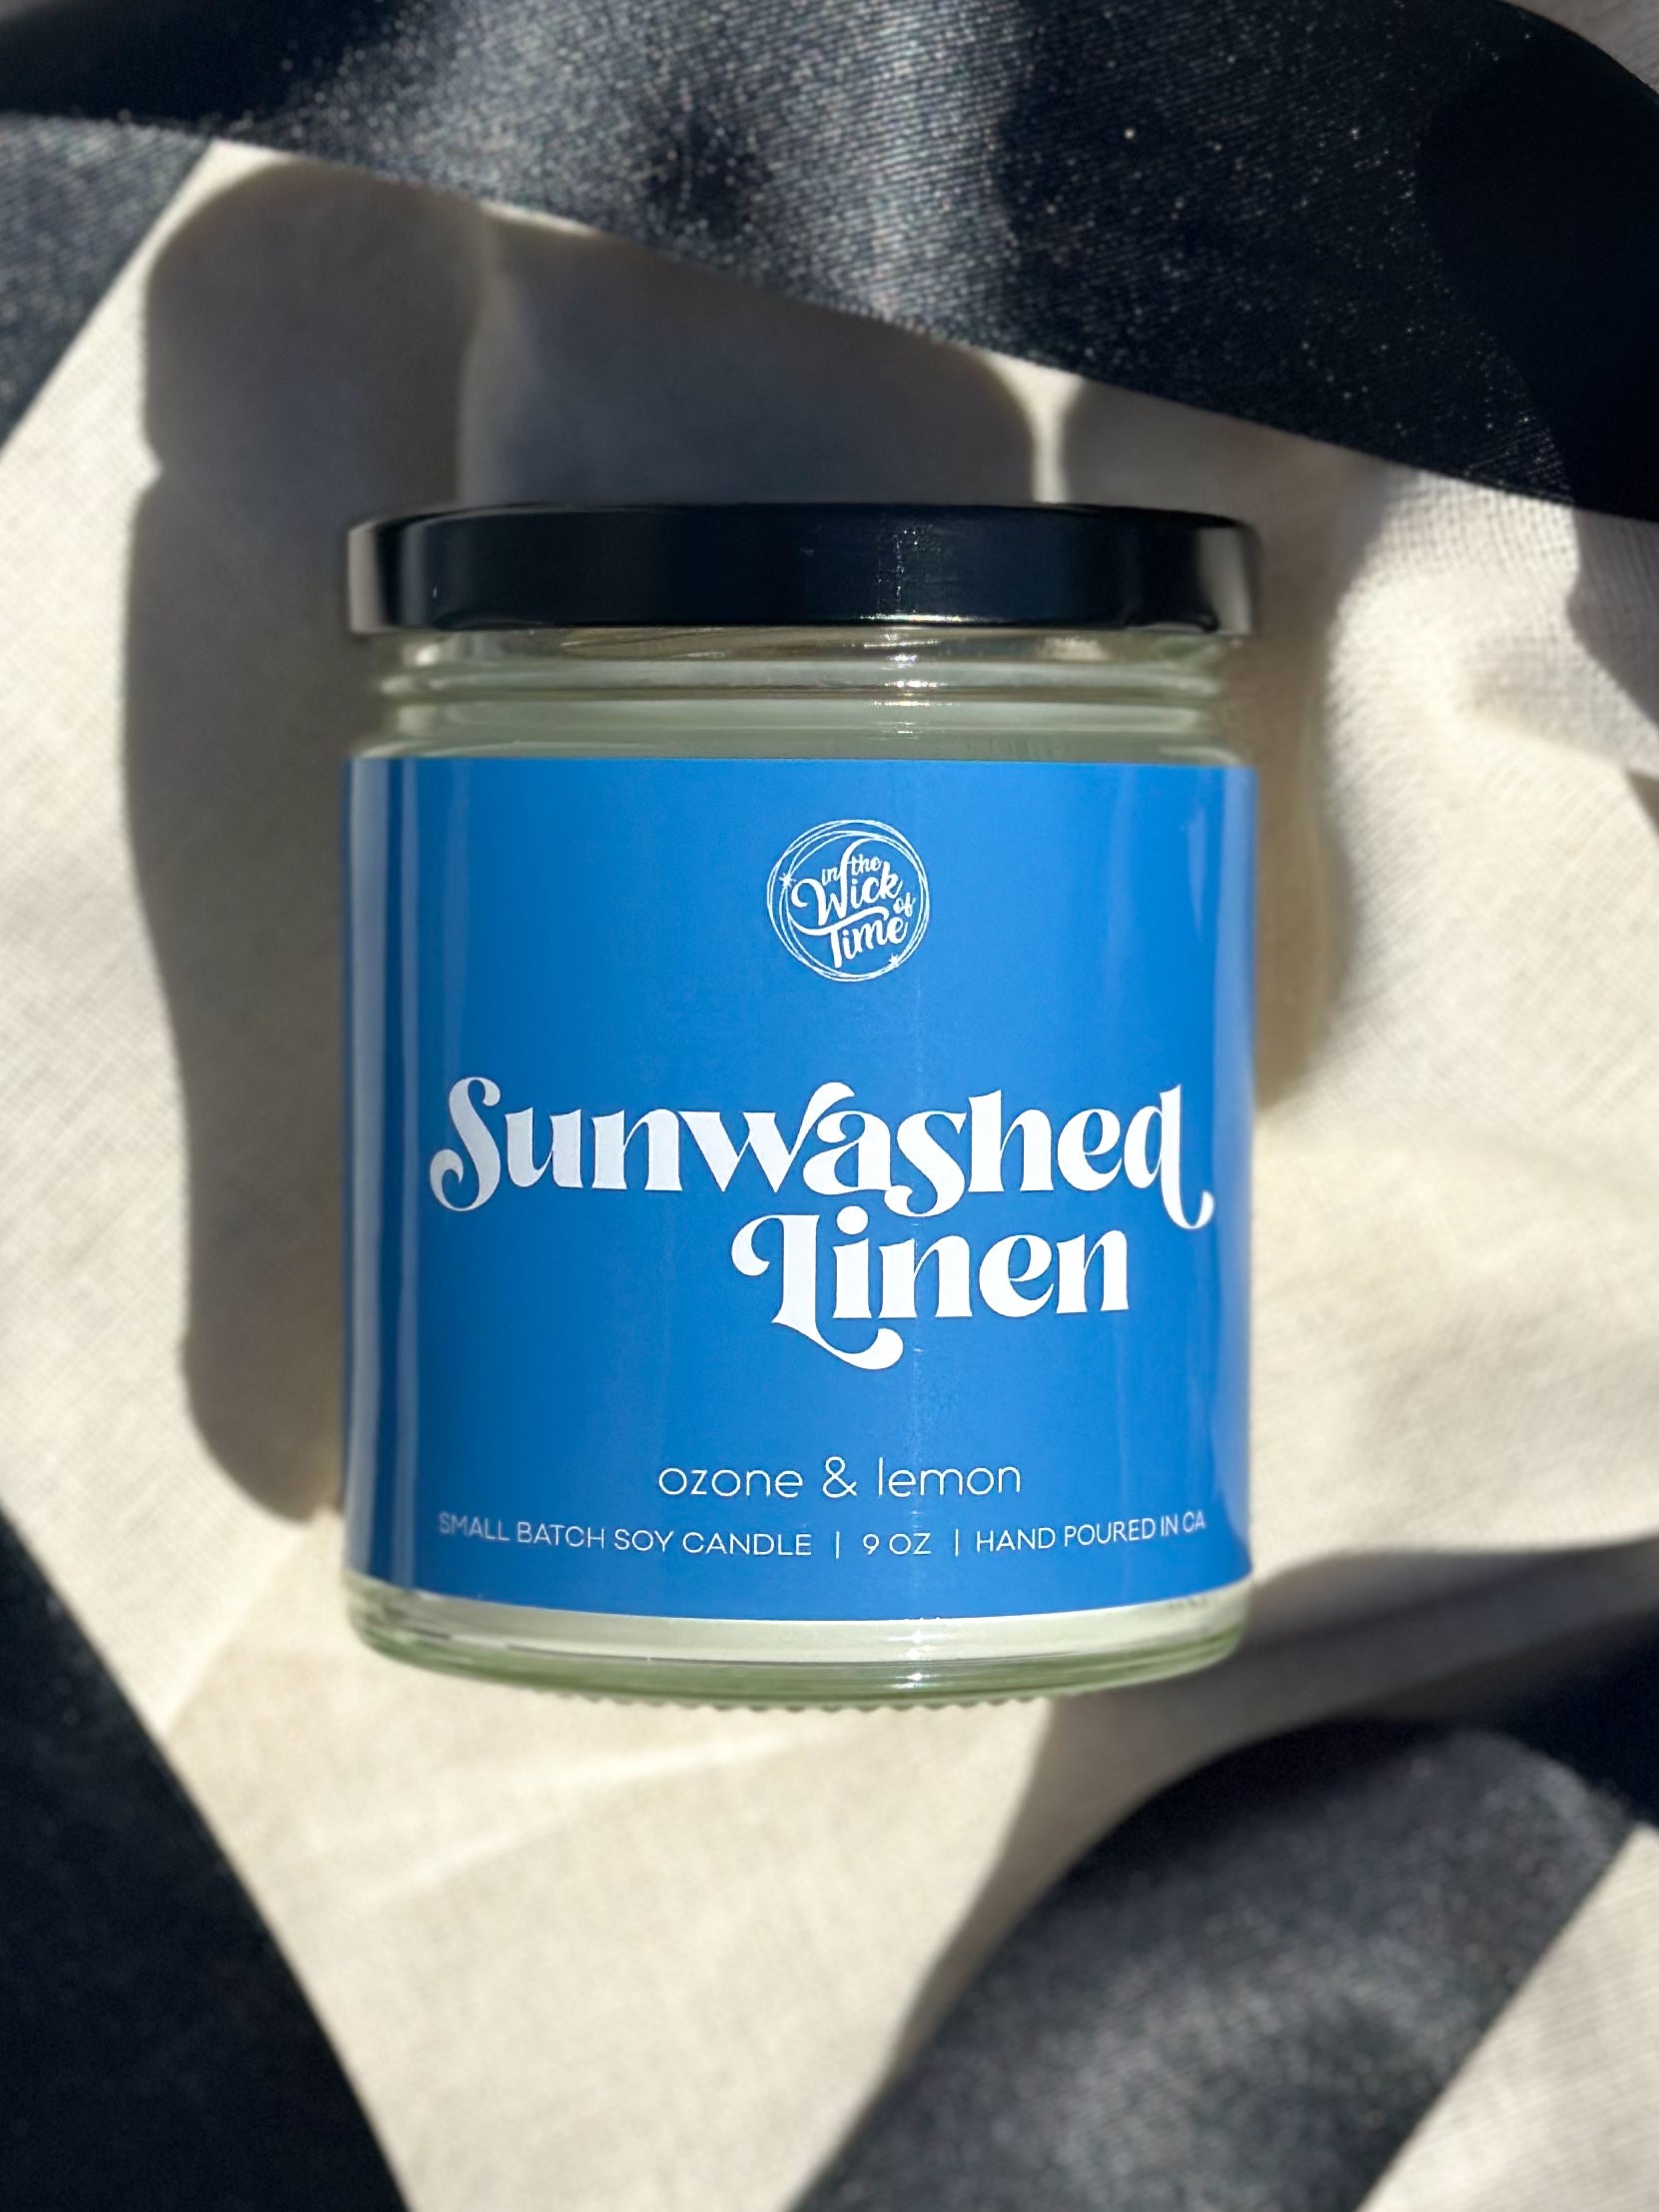 in the
Wick
of
Time
Sunwashed
Linen
ozone & lemon
SMALL BATCH SOY CANDLE | 9 OZ | HAND POURED IN CA